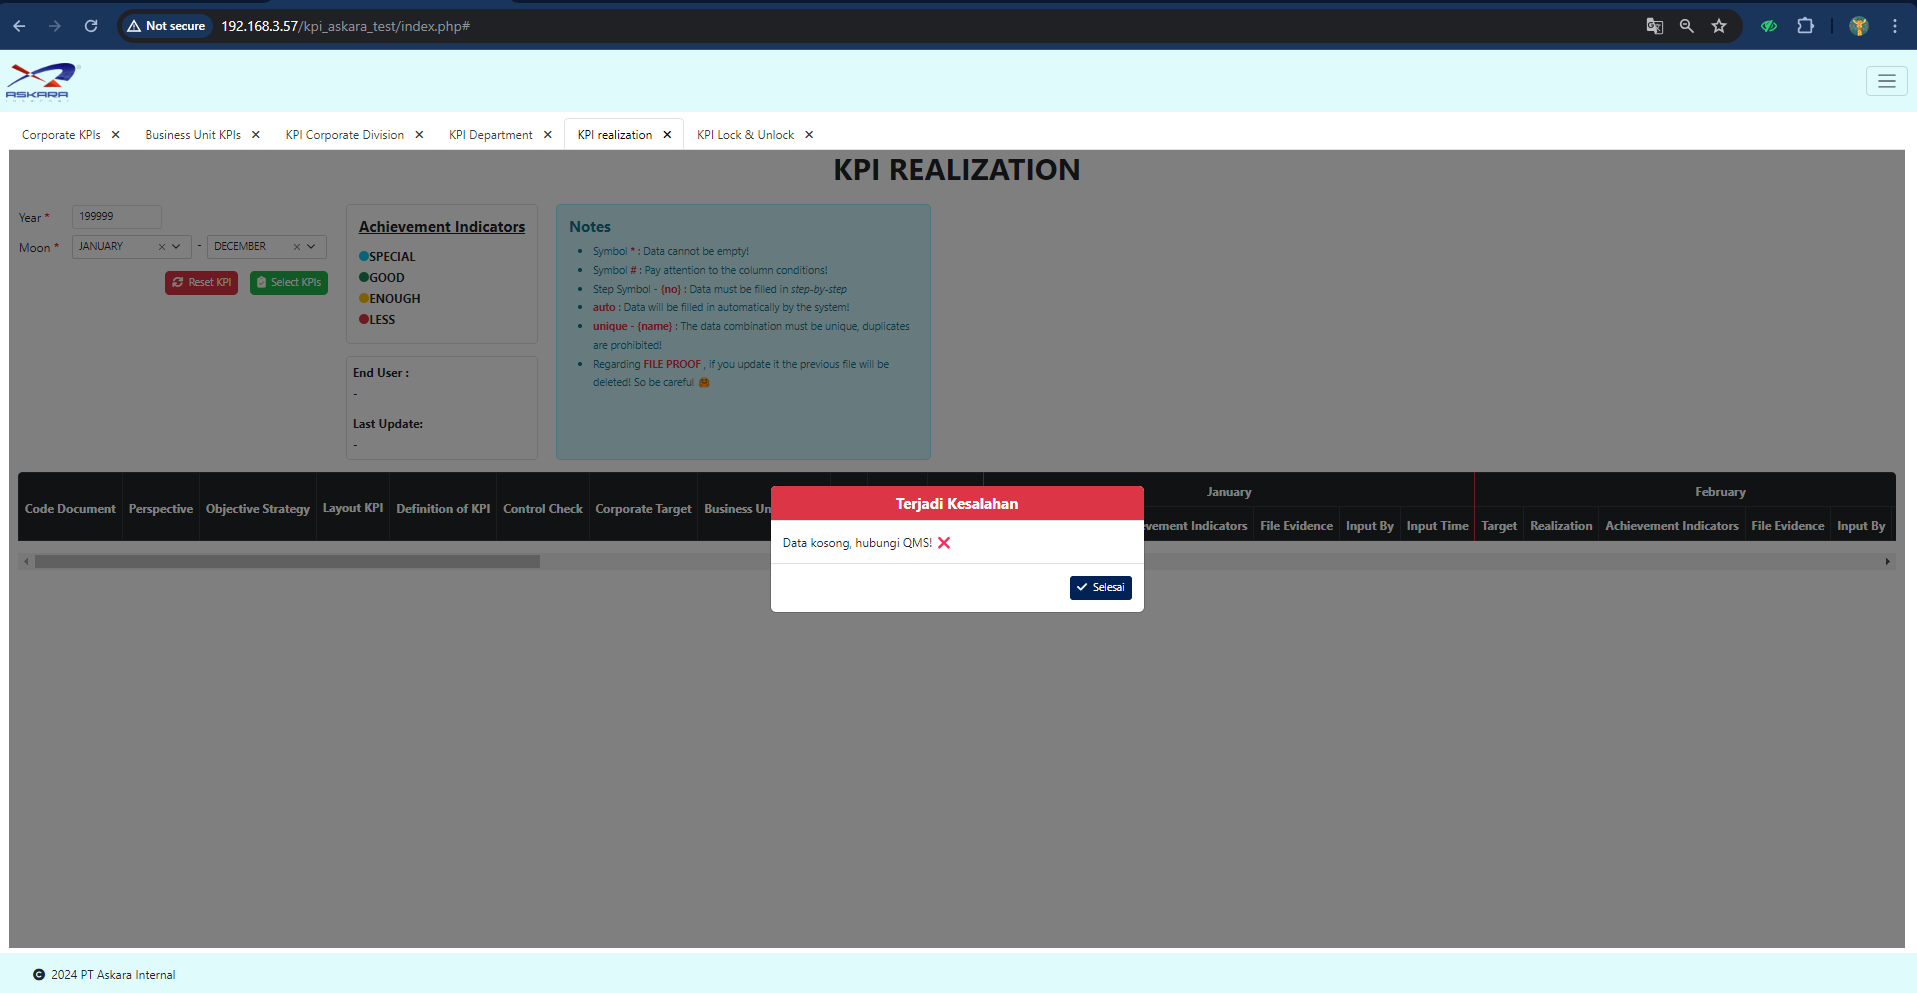 Not secure 192.168.3.57/kpi_askara_test/index.php#
ASKARA
Corporate KPIs
Business Unit KPIs
KPI Corporate Division
KPI Department
KPI realization
KPI Lock & Unlock
KPI REALIZATION
Year * 199999
Moon * JANUARY - DECEMBER
Reset KPI
Select KPIs
Achievement Indicators
SPECIAL
GOOD
ENOUGH
LESS
End User :
-
Last Update:
-
Notes
Symbol * : Data cannot be empty!
Symbol # : Pay attention to the column conditions!
Step Symbol - {no} : Data must be filled in step-by-step
auto : Data will be filled in automatically by the system!
unique - {name} : The data combination must be unique, duplicates
are prohibited!
Regarding FILE PROOF , if you update it the previous file will be
deleted! So be careful 🤗
Code Document
Perspective
Objective Strategy
Layout KPI
Definition of KPI
Control Check
Corporate Target
Business Un
January
vement Indicators
File Evidence
Input By
Input Time
February
Target
Realization
Achievement Indicators
File Evidence
Input By
Terjadi Kesalahan
Data kosong, hubungi QMS! ❌
Selesai
2024 PT Askara Internal